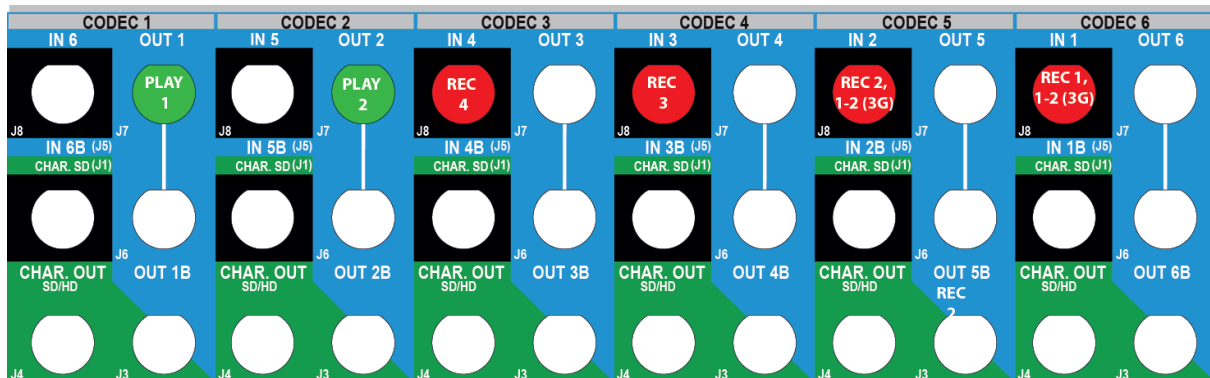 CODEC 1 CODEC 2 CODEC 3 CODEC 4 CODEC 5 CODEC 6
IN 6 OUT 1 IN 5 OUT 2 IN 4 OUT 3 IN 3 OUT 4 IN 2 OUT 5 IN 1 OUT 6
PLAY PLAY REC REC REC 2, REC 1,
1 2 4 3 1-2 (3G) 1-2 (3G)
J8 J7 J8 J7 J8 J7 J8 J7 J8 J7 J8 J7
IN 6B (J5) IN 5B (J5) IN 4B (J5) IN 3B (J5) IN 2B (J5) IN 1B (J5)
CHAR. SD (J1) CHAR. SD (J1) CHAR. SD (J1) CHAR. SD (J1) CHAR. SD (J1) CHAR. SD (J1)
J6 J6 J6 J6 J6 J6
CHAR. OUT OUT 1B CHAR. OUT OUT 2B CHAR. OUT OUT 3B CHAR. OUT OUT 4B CHAR. OUT OUT 5B CHAR. OUT OUT 6B
SD/HD SD/HD SD/HD SD/HD SD/HD REC SD/HD
2
J4 J3 J4 J3 J4 J3 J4 J3 J4 J3 J4 J3